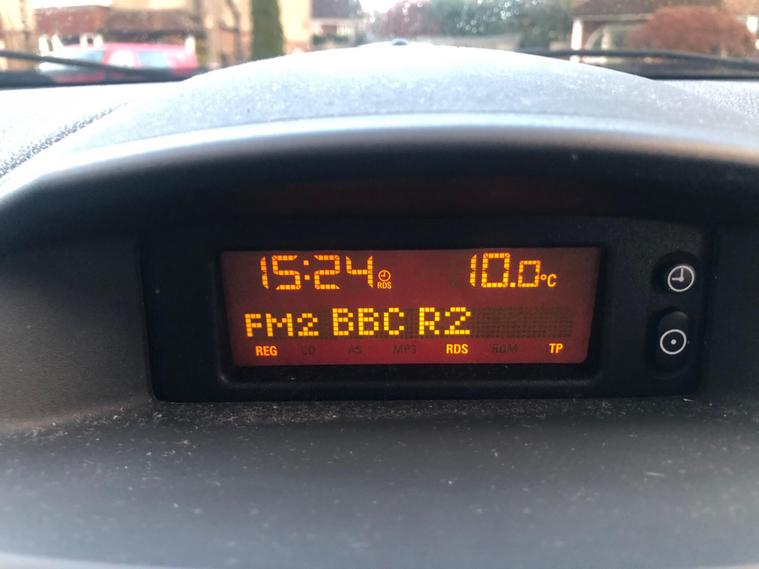 15:24 RDS 10.0°C
FM2 BBC R2
REG CD AS MP3 RDS RDM TP